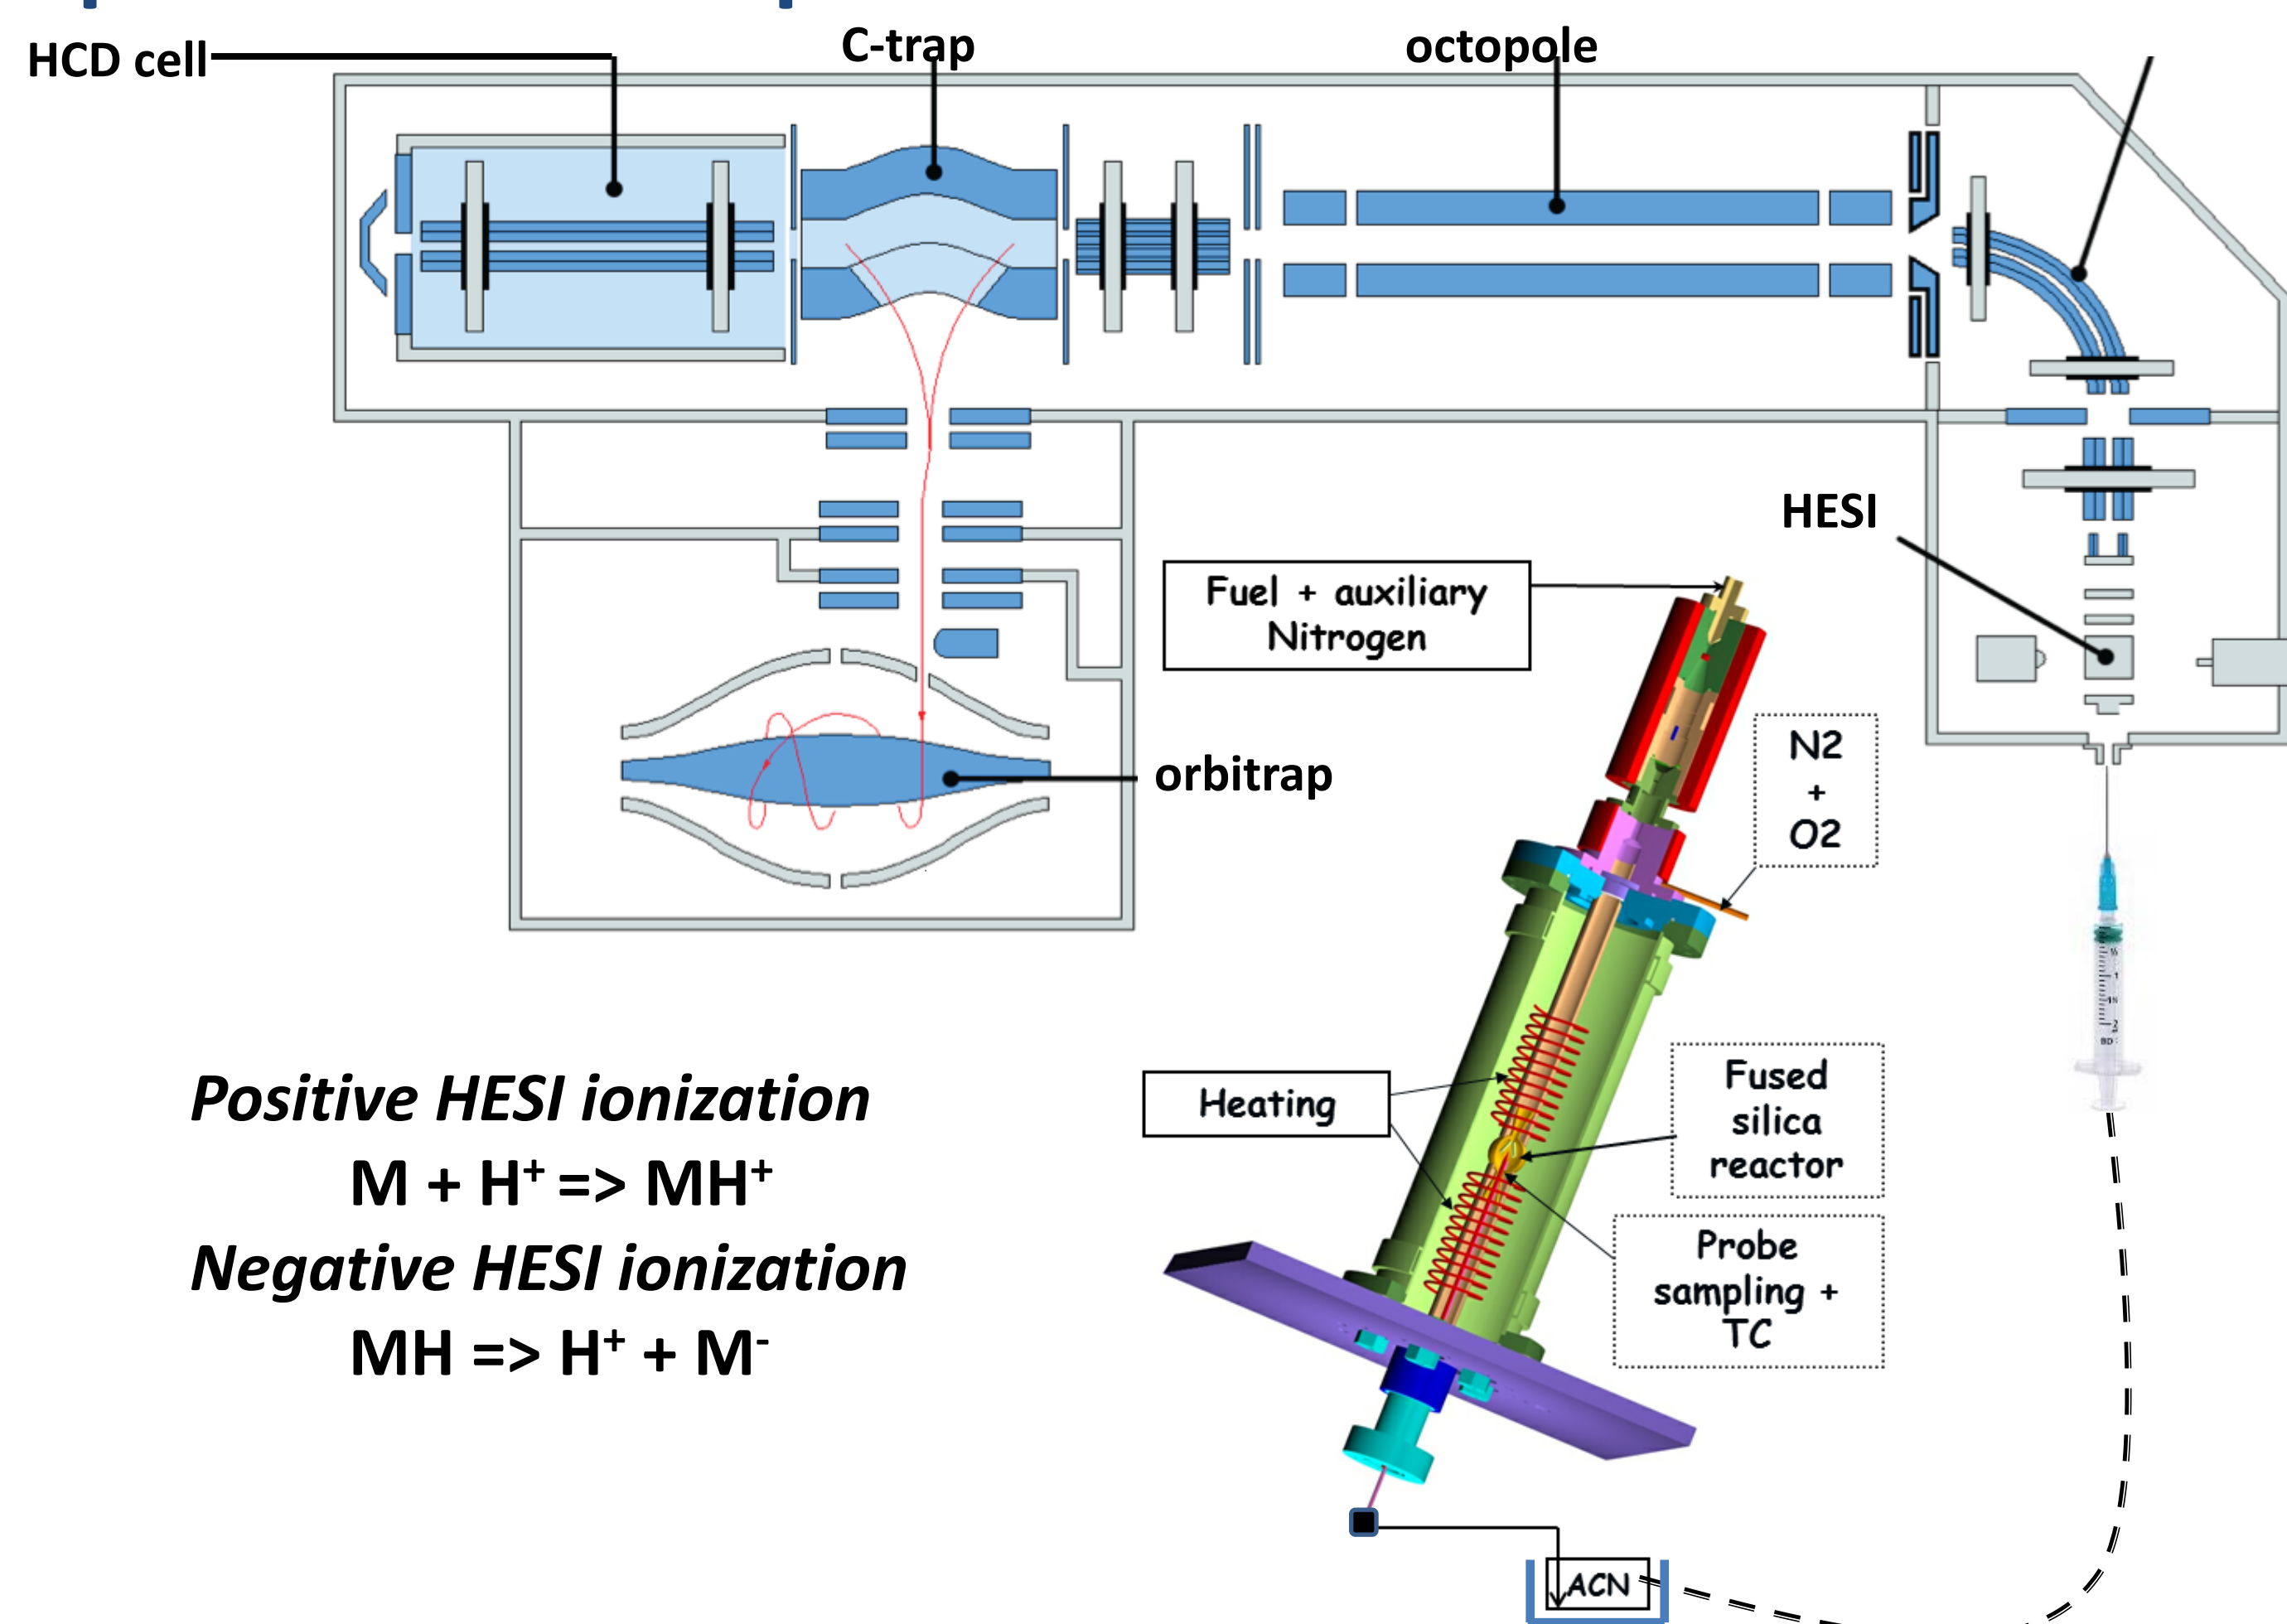 HCD cell
C-trap
octopole
HESI
Fuel + auxiliary
Nitrogen
N2
+
O2
orbitrap
Heating
Fused
silica
reactor
Probe
sampling +
TC
Positive HESI ionization
M + H⁺ => MH⁺
Negative HESI ionization
MH => H⁺ + M⁻
BD
ACN